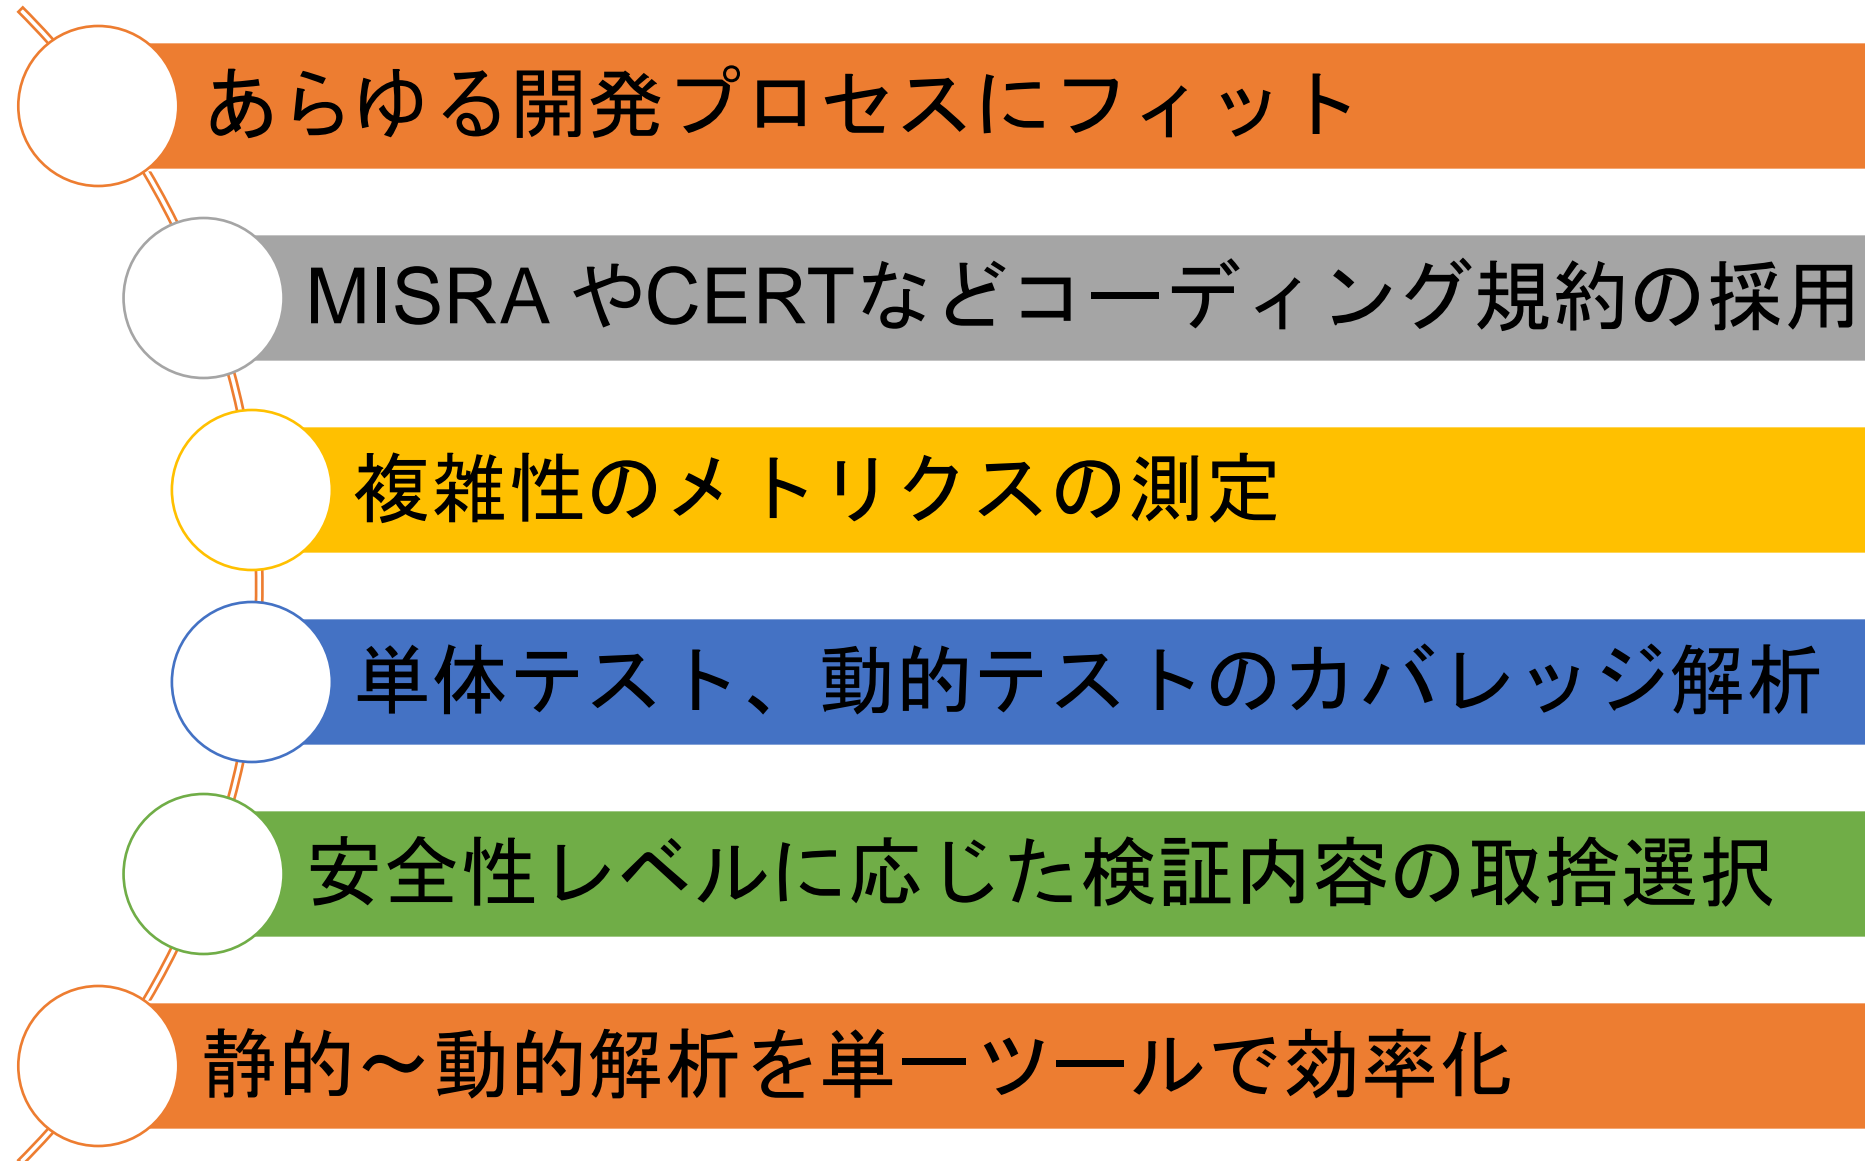 あらゆる開発プロセスにフィット
MISRA やCERTなどコーディング規約の採用
複雑性のメトリクスの測定
単体テスト、動的テストのカバレッジ解析
安全性レベルに応じた検証内容の取捨選択
静的～動的解析を単一ツールで効率化